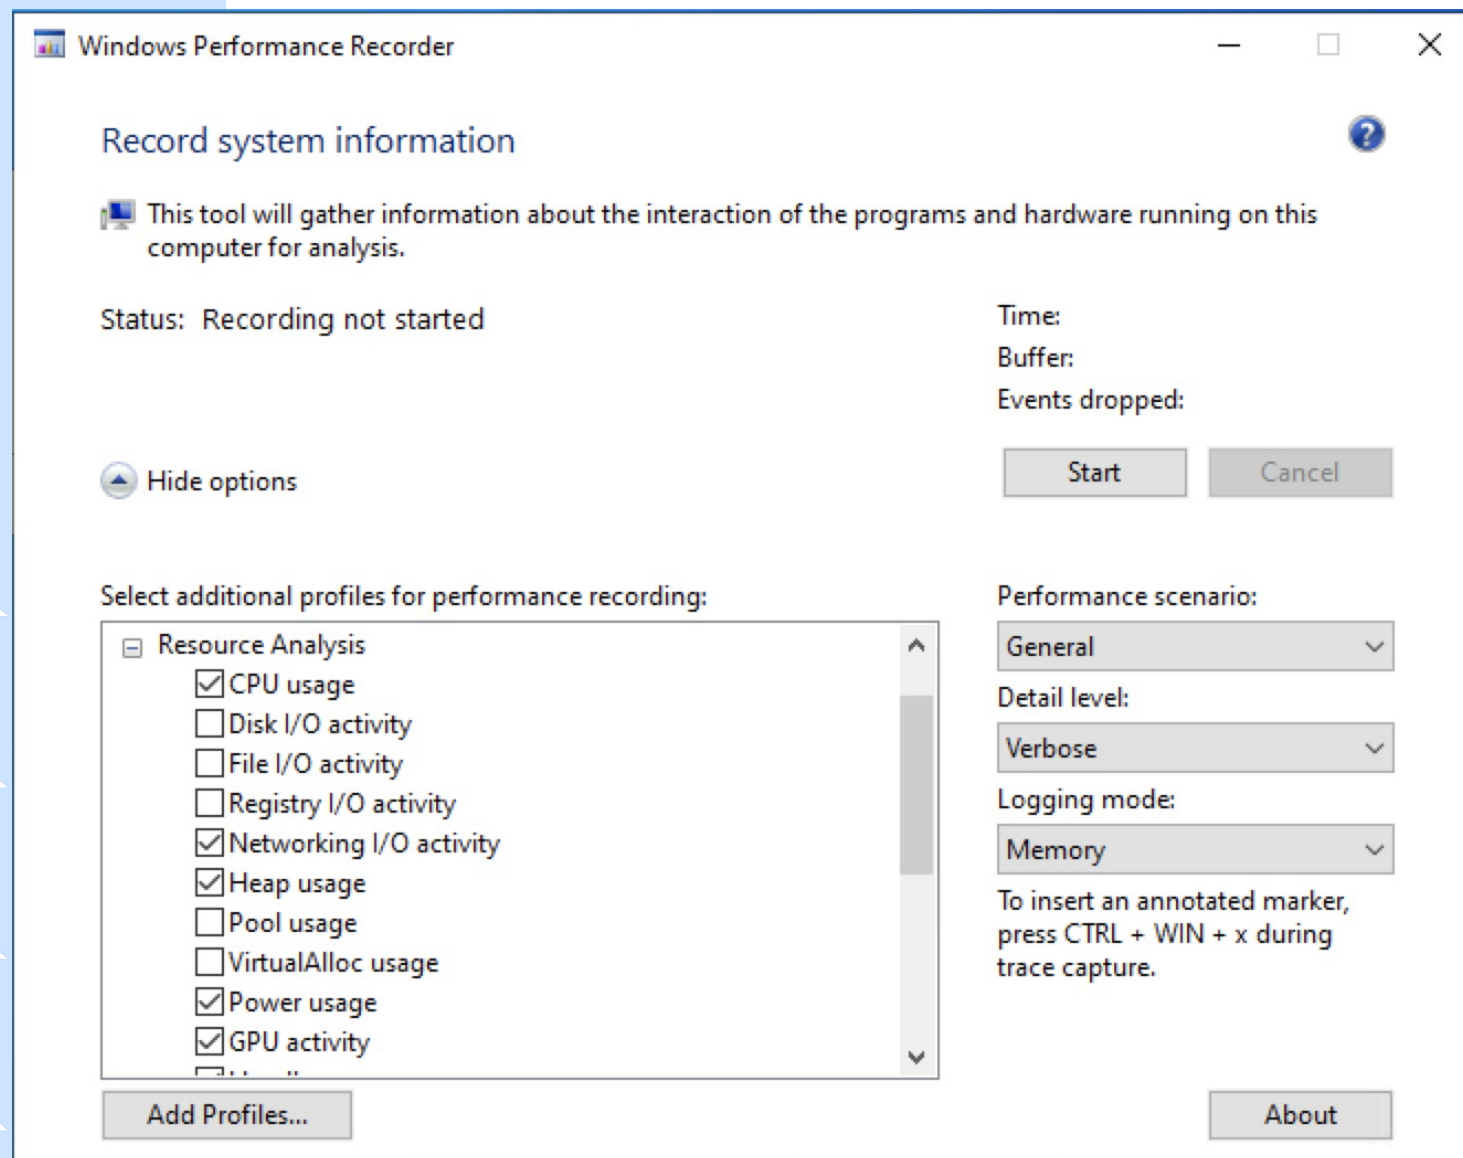 Windows Performance Recorder
Record system information
This tool will gather information about the interaction of the programs and hardware running on this
computer for analysis.
Status: Recording not started
Time:
Buffer:
Events dropped:
Hide options
Start
Cancel
Select additional profiles for performance recording:
Resource Analysis
CPU usage
Disk I/O activity
File I/O activity
Registry I/O activity
Networking I/O activity
Heap usage
Pool usage
VirtualAlloc usage
Power usage
GPU activity
Add Profiles...
Performance scenario:
General
Detail level:
Verbose
Logging mode:
Memory
To insert an annotated marker,
press CTRL + WIN + x during
trace capture.
About